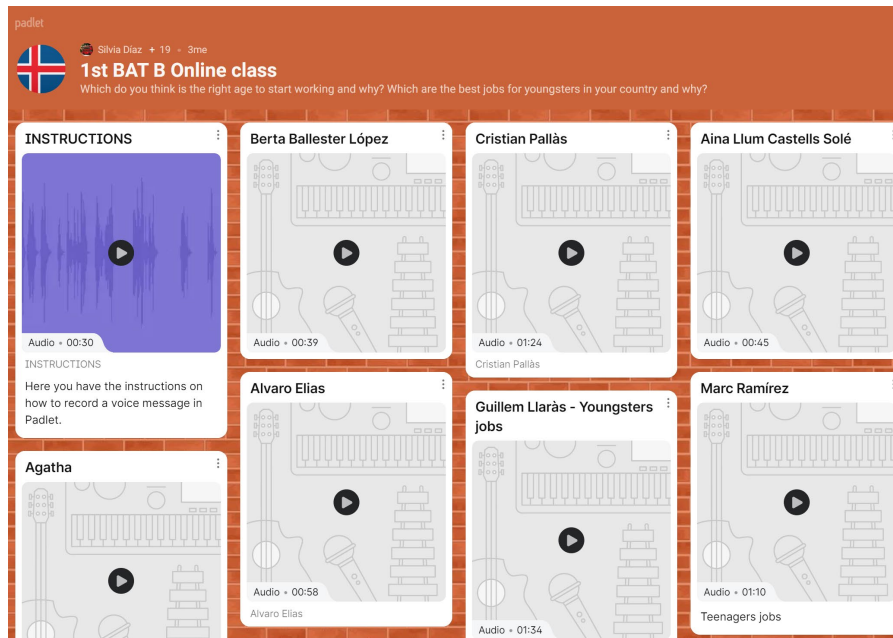 padlet
Silvia Díaz + 19 • 3me
1st BAT B Online class
Which do you think is the right age to start working and why? Which are the best jobs for youngsters in your country and why?
INSTRUCTIONS
Audio • 00:30
INSTRUCTIONS
Here you have the instructions on
how to record a voice message in
Padlet.
Agatha
Berta Ballester López
Audio • 00:39
Alvaro Elias
Audio • 00:58
Alvaro Elias
Cristian Pallàs
Audio • 01:24
Cristian Pallàs
Guillem Llaràs - Youngsters
jobs
Audio • 01:34
Aina Llum Castells Solé
Audio • 00:45
Marc Ramírez
Audio • 01:10
Teenagers jobs